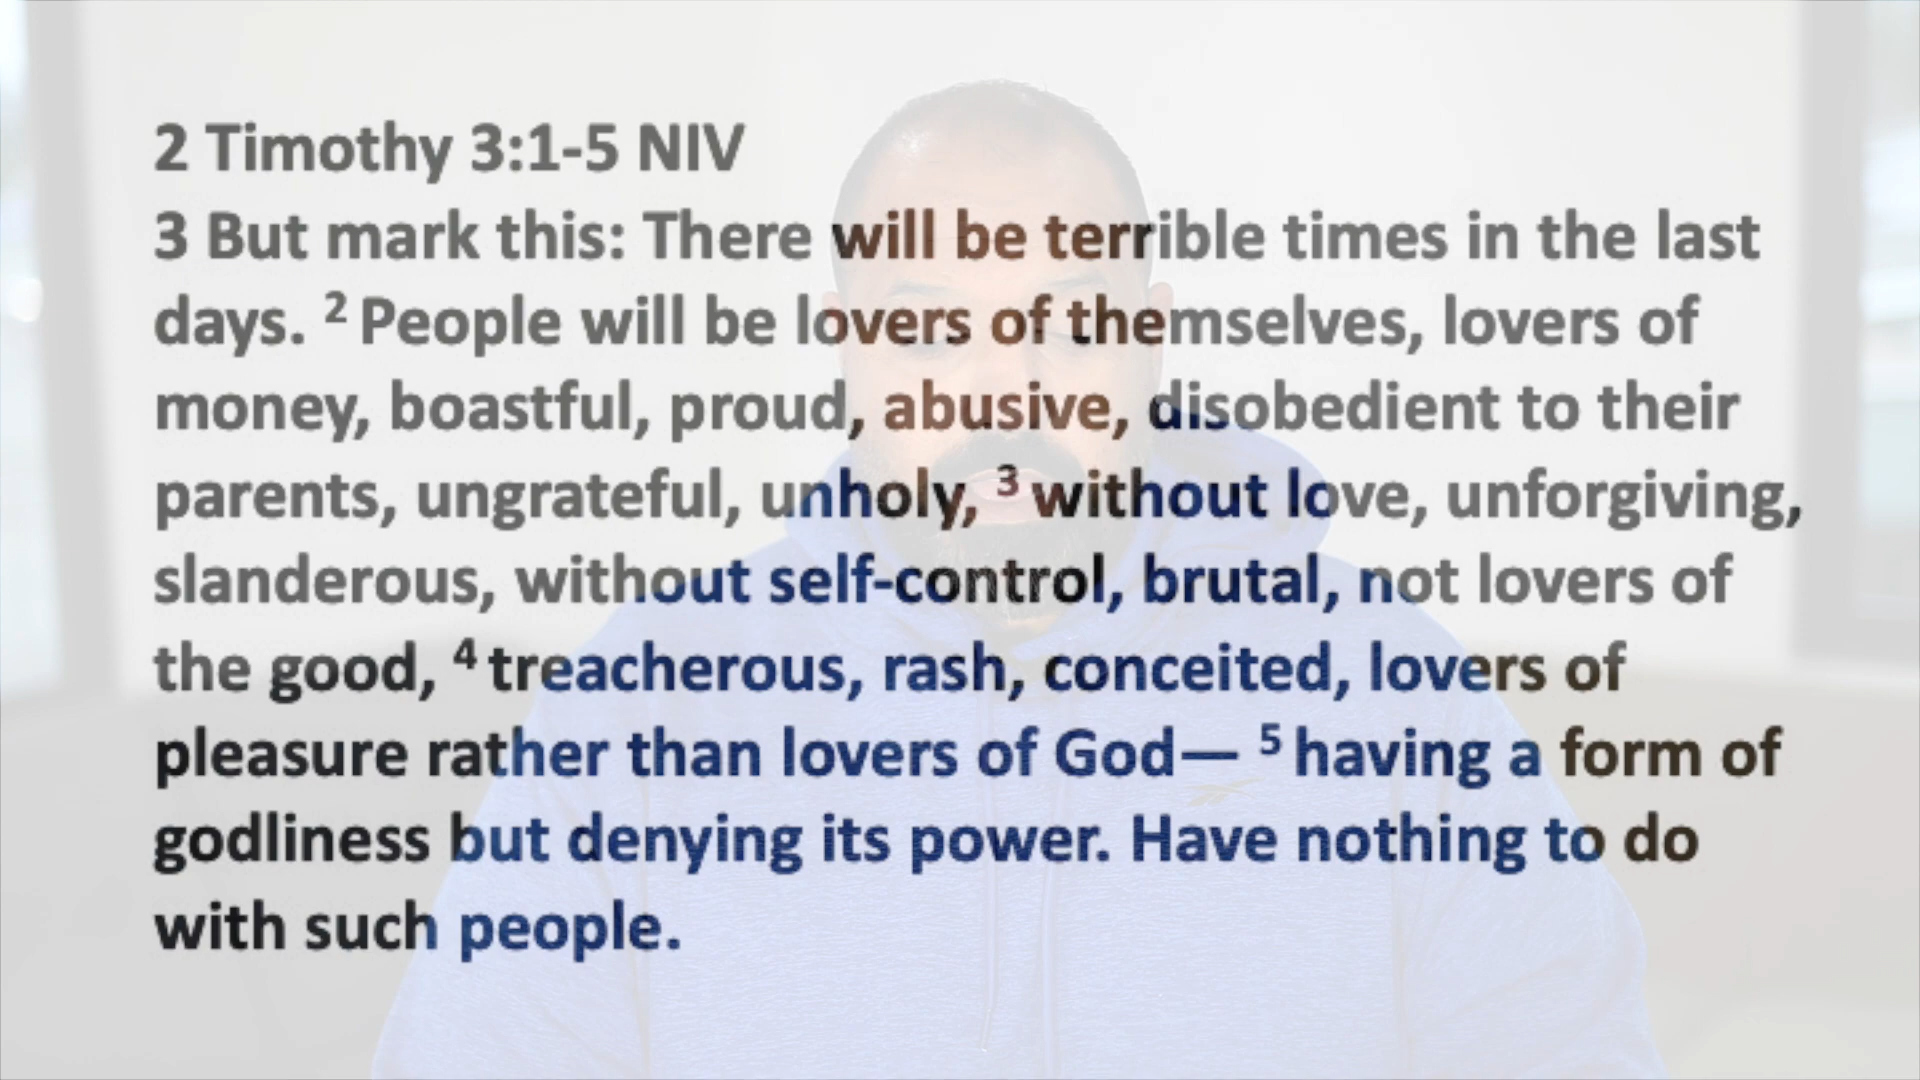 2 Timothy 3:1-5 NIV
3 But mark this: There will be terrible times in the last
days. 2 People will be lovers of themselves, lovers of
money, boastful, proud, abusive, disobedient to their
parents, ungrateful, unholy, 3 without love, unforgiving,
slanderous, without self-control, brutal, not lovers of
the good, 4 treacherous, rash, conceited, lovers of
pleasure rather than lovers of God— 5 having a form of
godliness but denying its power. Have nothing to do
with such people.